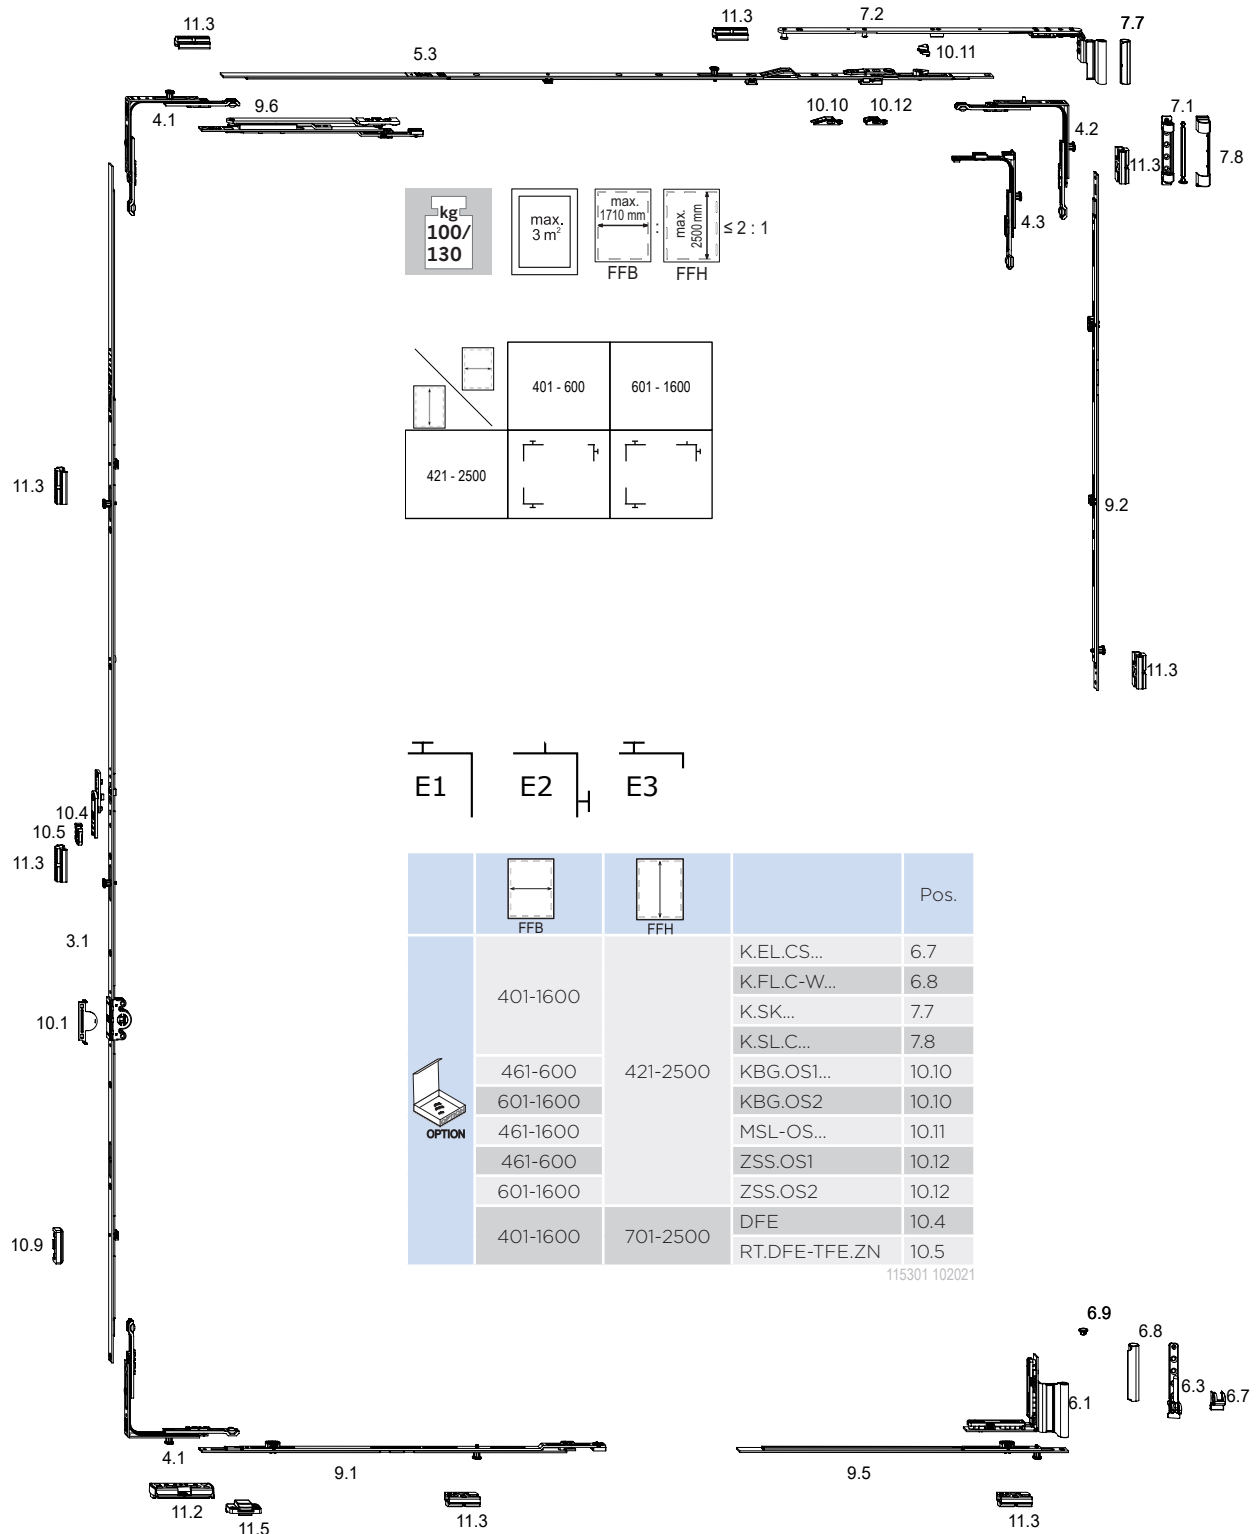 11.3
11.3
7.2
7.7
5.3
10.11
4.1
9.6
10.10
10.12
4.2
7.1
11.3
7.8
4.3
kg
100/
130
max.
3 m²
max.
1710 mm
:
max.
2500 mm
≤ 2 : 1
FFB
FFH
401 - 600
601 - 1600
421 - 2500
11.3
9.2
11.3
E1
E2
E3
10.4
10.5
11.3
3.1
10.1
10.9
FFB
FFH
Pos.
OPTION
401-1600
421-2500
K.EL.CS...
6.7
K.FL.C-W...
6.8
K.SK...
7.7
K.SL.C...
7.8
461-600
KBG.OS1...
10.10
601-1600
KBG.OS2
10.10
461-1600
MSL-OS...
10.11
461-600
ZSS.OS1
10.12
601-1600
ZSS.OS2
10.12
401-1600
701-2500
DFE
10.4
RT.DFE-TFE.ZN
10.5
115301 102021
6.9
6.8
6.1
6.3
6.7
4.1
9.1
9.5
11.2
11.5
11.3
11.3